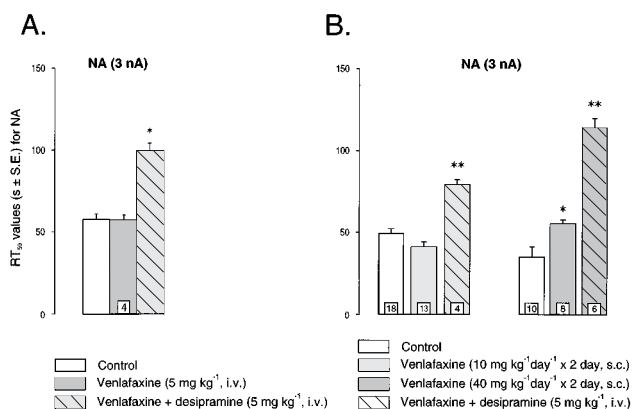 A.
B.
NA (3 nA)
NA (3 nA)
RT₅₀ values (s ± S.E.) for NA
150
100
50
0
*
4
150
100
50
0
**
*
**
18
13
4
10
8
6
Control
Venlafaxine (5 mg kg⁻¹, i.v.)
Venlafaxine + desipramine (5 mg kg⁻¹, i.v.)
Control
Venlafaxine (10 mg kg⁻¹day⁻¹ x 2 day, s.c.)
Venlafaxine (40 mg kg⁻¹day⁻¹ x 2 day, s.c.)
Venlafaxine + desipramine (5 mg kg⁻¹, i.v.)